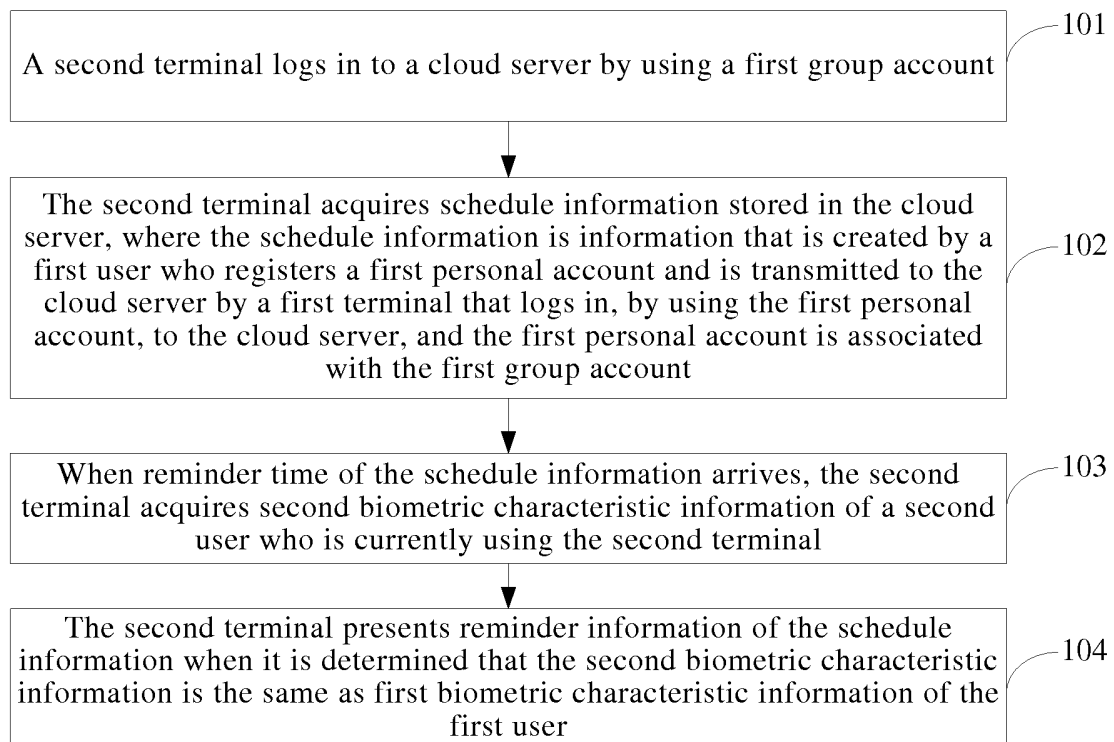 101
A second terminal logs in to a cloud server by using a first group account
The second terminal acquires schedule information stored in the cloud
server, where the schedule information is information that is created by a
first user who registers a first personal account and is transmitted to the
cloud server by a first terminal that logs in, by using the first personal
account, to the cloud server, and the first personal account is associated
with the first group account
102
When reminder time of the schedule information arrives, the second
terminal acquires second biometric characteristic information of a second
user who is currently using the second terminal
103
The second terminal presents reminder information of the schedule
information when it is determined that the second biometric characteristic
information is the same as first biometric characteristic information of the
first user
104